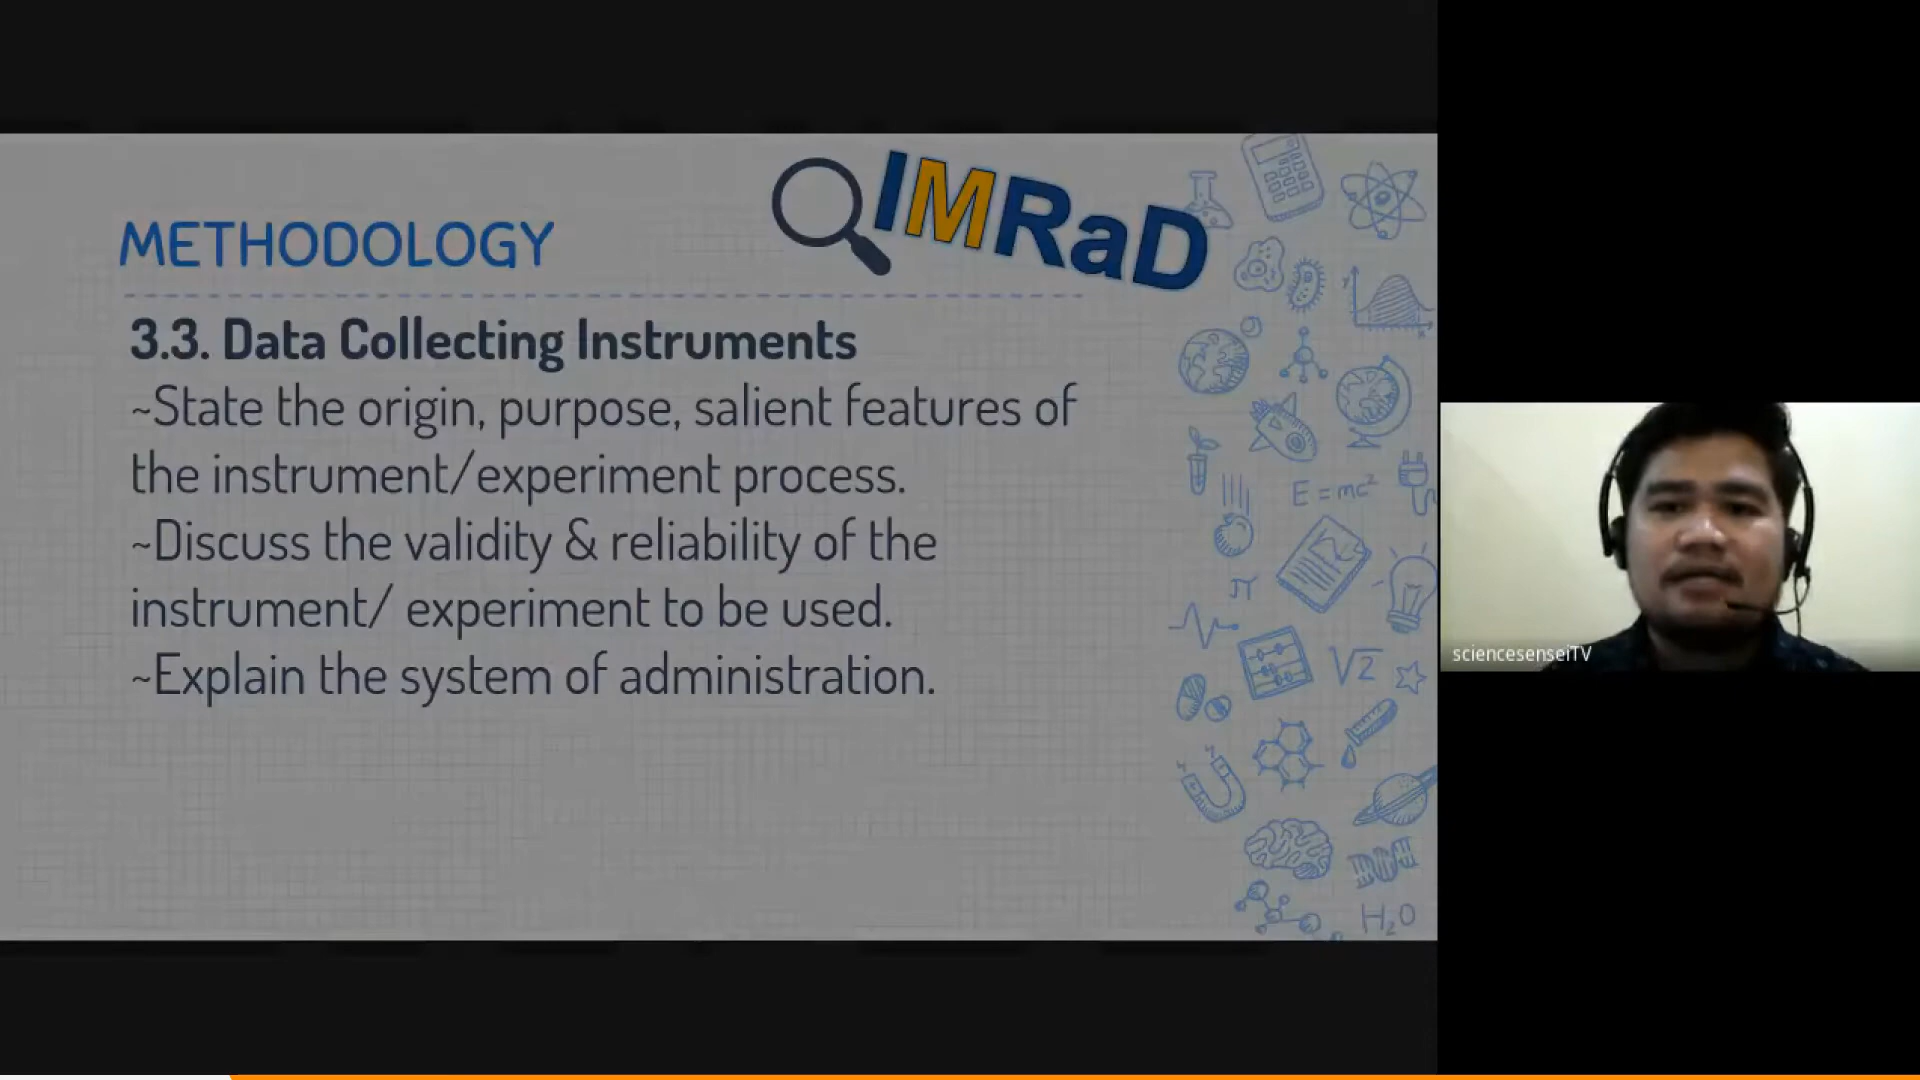 IMRaD
METHODOLOGY
3.3. Data Collecting Instruments
~State the origin, purpose, salient features of
the instrument/experiment process.
~Discuss the validity & reliability of the
instrument/ experiment to be used.
~Explain the system of administration.
E=mc²
π
√2
H₂O
y
x
sciencesenseiTV